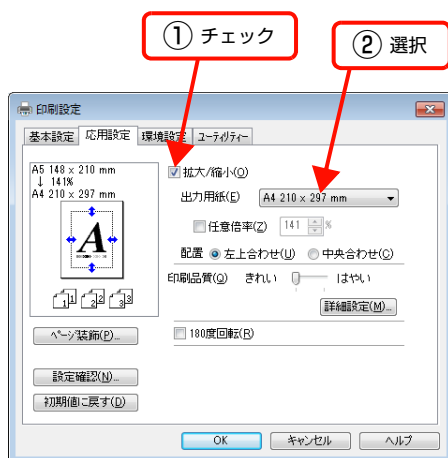 ① チェック
② 選択
印刷設定
基本設定 応用設定 環境設定 ユーティリティー
A5 148 x 210 mm
↓ 141%
A4 210 x 297 mm
A
1 1 2 2 3 3
拡大/縮小(O)
出力用紙(E) A4 210 x 297 mm
任意倍率(Z) 141 %
配置 左上合わせ(U) 中央合わせ(C)
印刷品質(Q) きれい はやい
詳細設定(M)...
ページ装飾(P)...
180度回転(R)
設定確認(N)...
初期値に戻す(D)
OK キャンセル ヘルプ